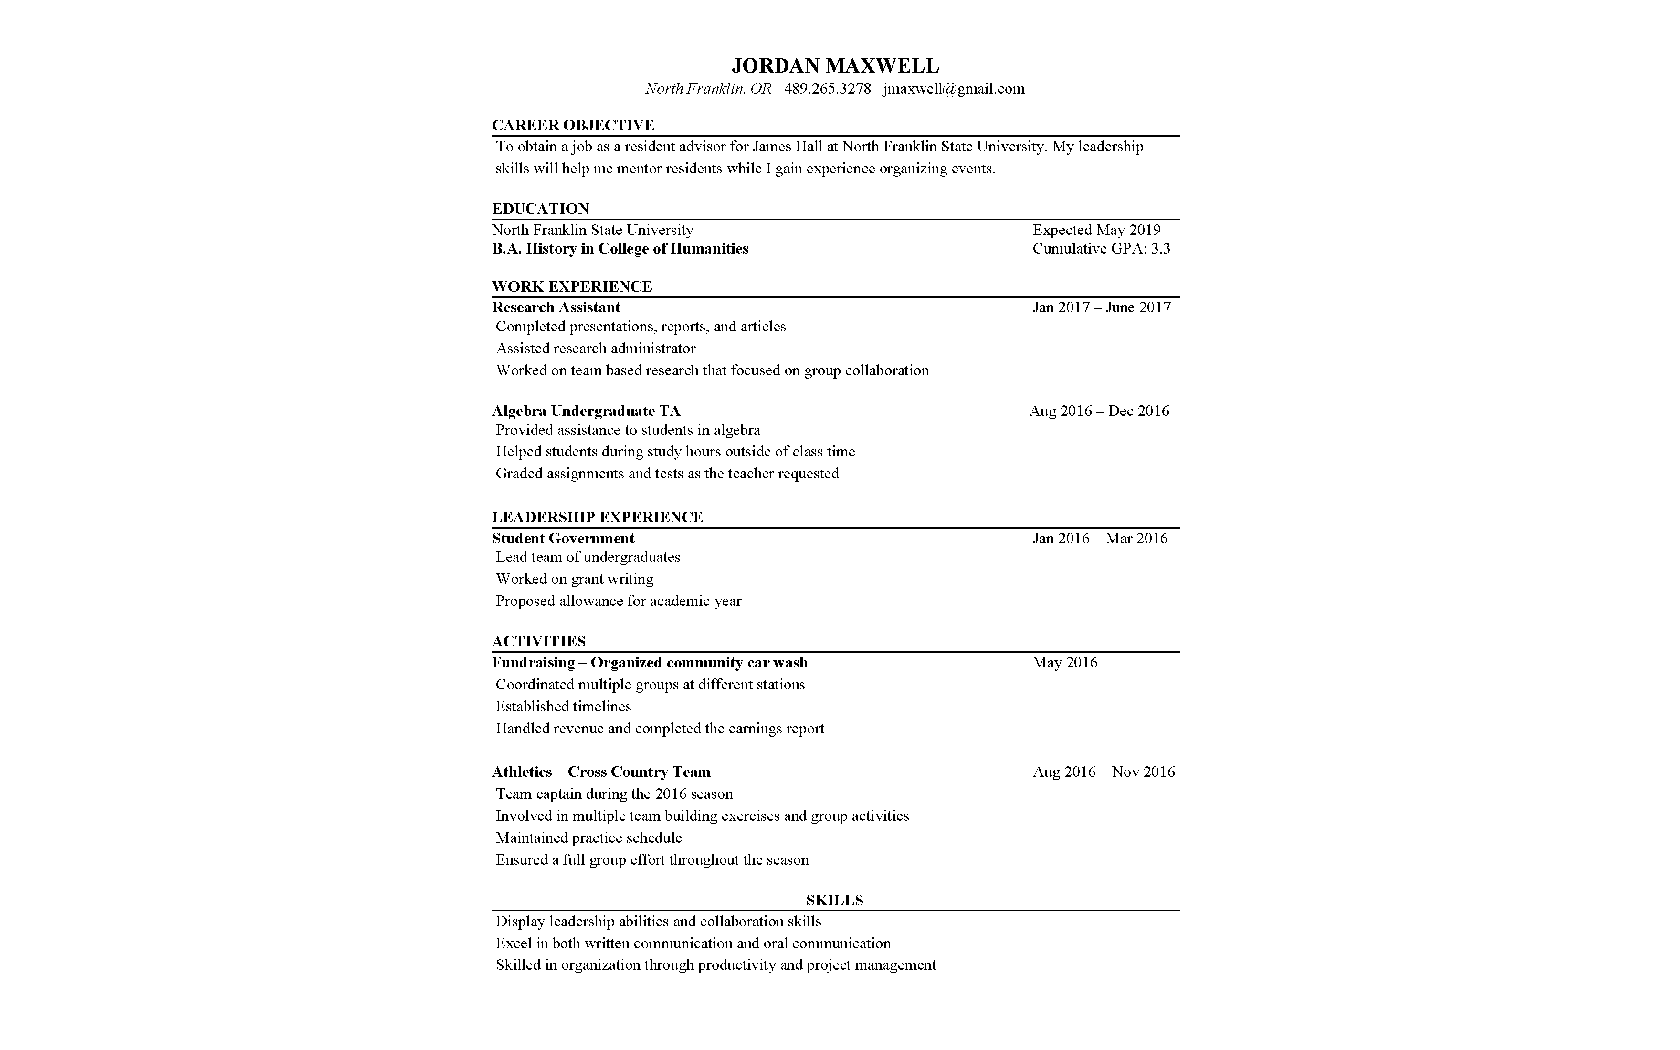 JORDAN MAXWELL
North Franklin, OR 489.265.3278 jmaxwell@gmail.com
CAREER OBJECTIVE
To obtain a job as a resident advisor for James Hall at North Franklin State University. My leadership
skills will help me mentor residents while I gain experience organizing events.
EDUCATION
North Franklin State University Expected May 2019
B.A. History in College of Humanities Cumulative GPA: 3.3
WORK EXPERIENCE
Research Assistant Jan 2017 – June 2017
Completed presentations, reports, and articles
Assisted research administrator
Worked on team based research that focused on group collaboration
Algebra Undergraduate TA Aug 2016 – Dec 2016
Provided assistance to students in algebra
Helped students during study hours outside of class time
Graded assignments and tests as the teacher requested
LEADERSHIP EXPERIENCE
Student Government Jan 2016 – Mar 2016
Lead team of undergraduates
Worked on grant writing
Proposed allowance for academic year
ACTIVITIES
Fundraising – Organized community car wash May 2016
Coordinated multiple groups at different stations
Established timelines
Handled revenue and completed the earnings report
Athletics – Cross Country Team Aug 2016 – Nov 2016
Team captain during the 2016 season
Involved in multiple team building exercises and group activities
Maintained practice schedule
Ensured a full group effort throughout the season
SKILLS
Display leadership abilities and collaboration skills
Excel in both written communication and oral communication
Skilled in organization through productivity and project management